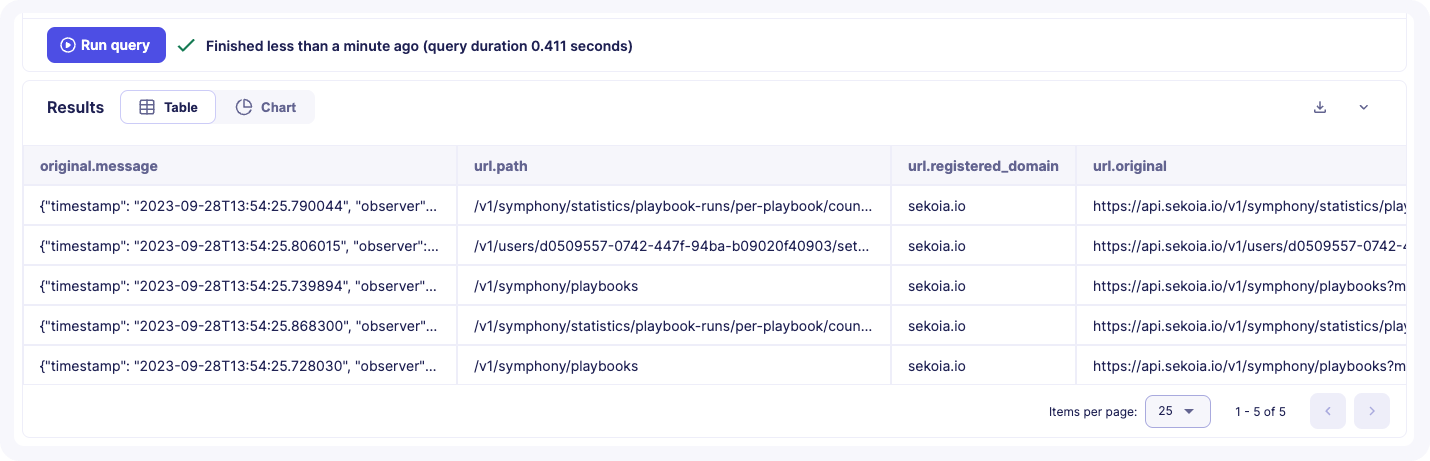 Run query Finished less than a minute ago (query duration 0.411 seconds)
Results Table Chart
original.message url.path url.registered_domain url.original
{"timestamp": "2023-09-28T13:54:25.790044", "observer"... /v1/symphony/statistics/playbook-runs/per-playbook/coun... sekoia.io https://api.sekoia.io/v1/symphony/statistics/play
{"timestamp": "2023-09-28T13:54:25.806015", "observer":... /v1/users/d0509557-0742-447f-94ba-b09020f40903/set... sekoia.io https://api.sekoia.io/v1/users/d0509557-0742-4
{"timestamp": "2023-09-28T13:54:25.739894", "observer"... /v1/symphony/playbooks sekoia.io https://api.sekoia.io/v1/symphony/playbooks?m
{"timestamp": "2023-09-28T13:54:25.868300", "observer"... /v1/symphony/statistics/playbook-runs/per-playbook/coun... sekoia.io https://api.sekoia.io/v1/symphony/statistics/play
{"timestamp": "2023-09-28T13:54:25.728030", "observer"... /v1/symphony/playbooks sekoia.io https://api.sekoia.io/v1/symphony/playbooks?m
Items per page: 25 1 - 5 of 5